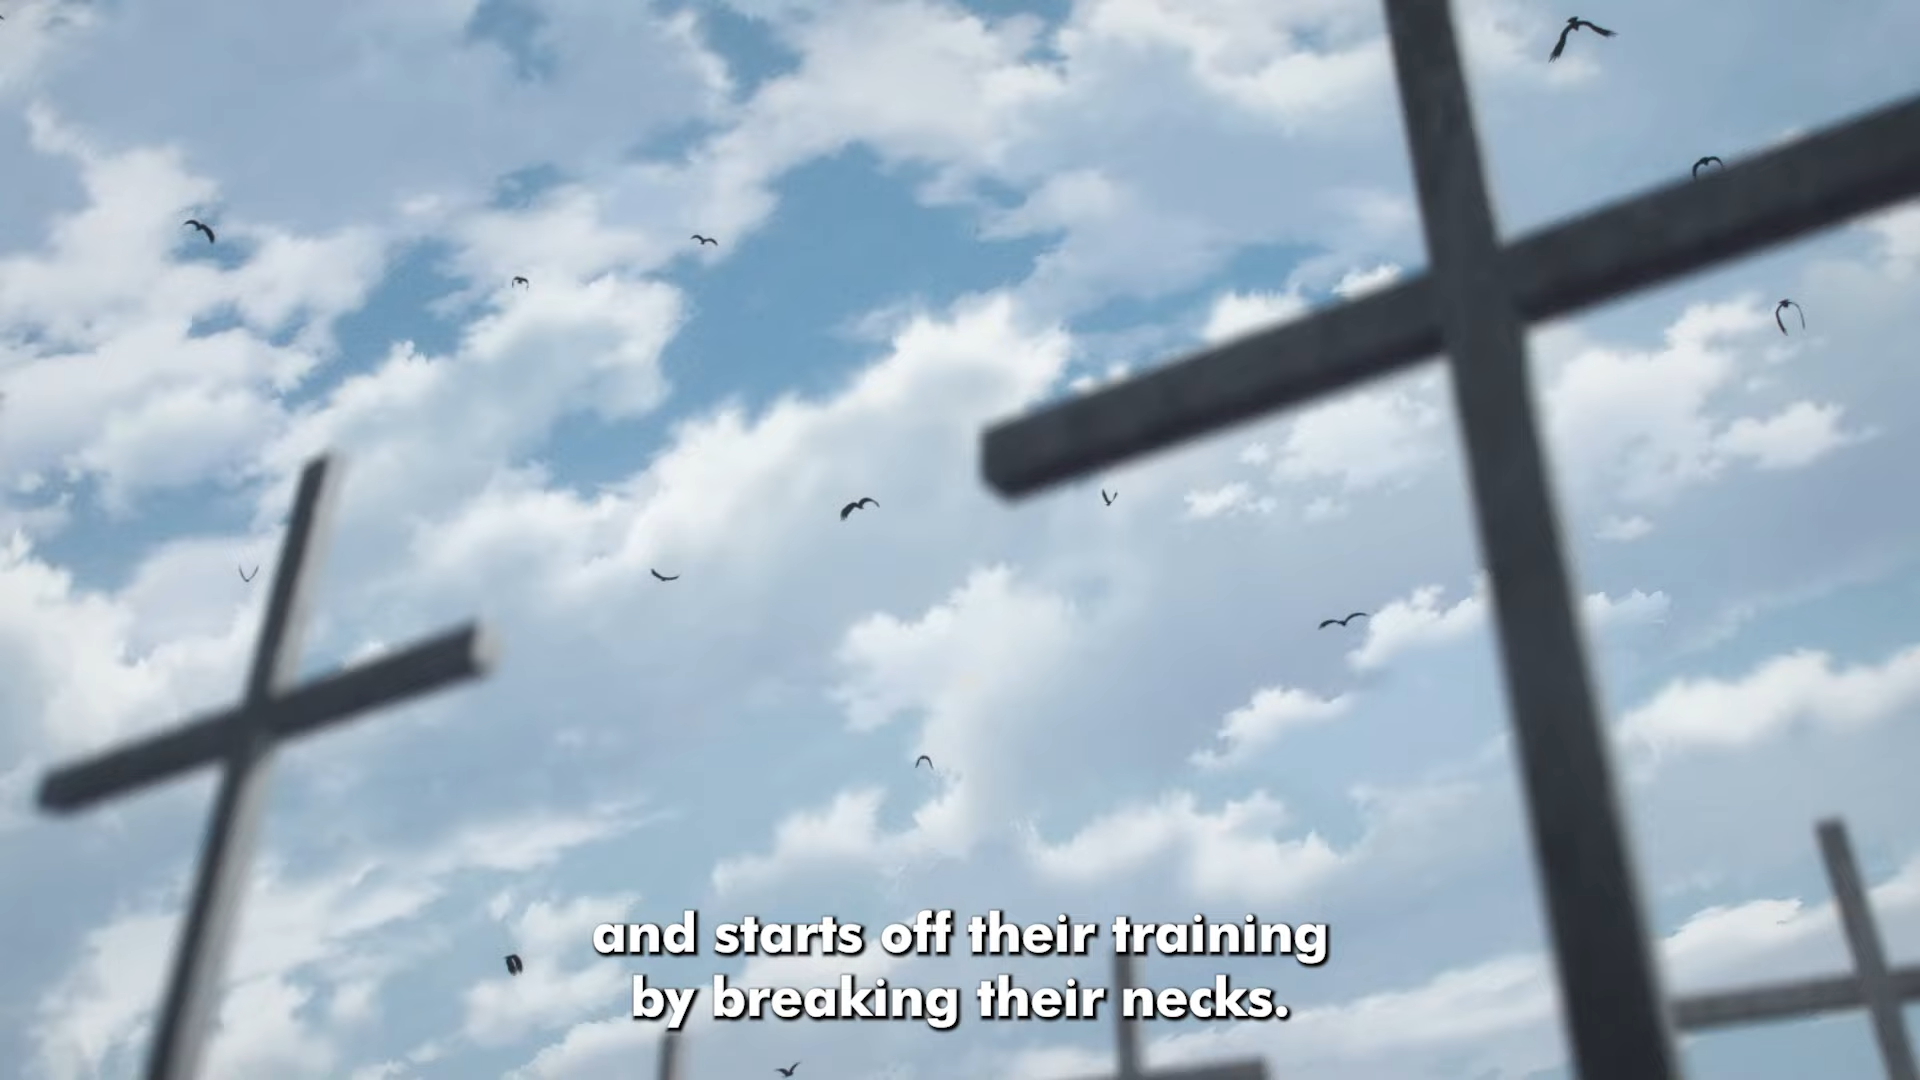 and starts off their training
by breaking their necks.